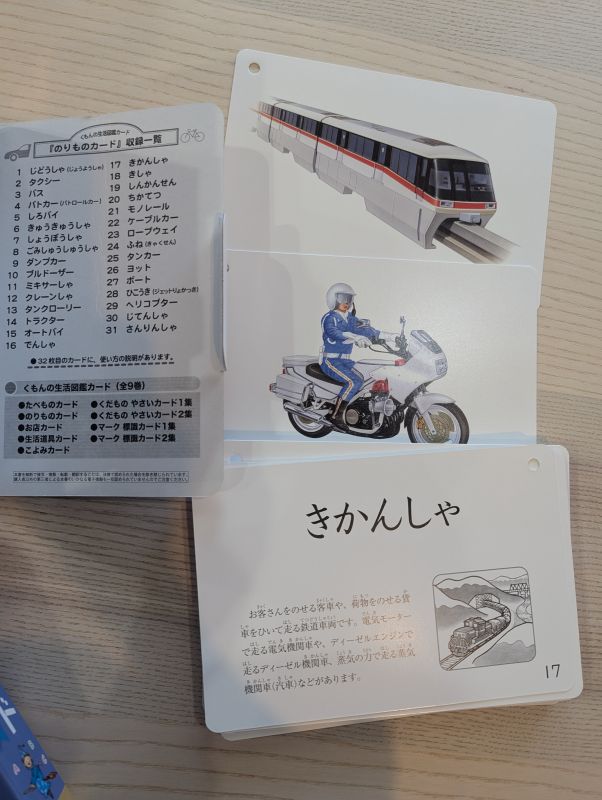 くもんの生活図鑑カード
『のりものカード』収録一覧
1 じどうしゃ(じょうようしゃ)
2 タクシー
3 バス
4 パトカー(パトロールカー)
5 しろバイ
6 きゅうきゅうしゃ
7 しょうぼうしゃ
8 ごみしゅうしゅうしゃ
9 ダンプカー
10 ブルドーザー
11 ミキサーしゃ
12 クレーンしゃ
13 タンクローリー
14 トラクター
15 オートバイ
16 でんしゃ
17 きかんしゃ
18 きしゃ
19 しんかんせん
20 ちかてつ
21 モノレール
22 ケーブルカー
23 ロープウェイ
24 ふね(きゃくせん)
25 タンカー
26 ヨット
27 ボート
28 ひこうき(ジェットりょかっき)
29 ヘリコプター
30 じてんしゃ
31 さんりんしゃ
●32枚目のカードに、使い方の説明があります。
くもんの生活図鑑カード(全9巻)
●たべものカード
●のりものカード
●お店カード
●生活道具カード
●こよみカード
●くだもの やさいカード1集
●くだもの やさいカード2集
●マーク 標識カード1集
●マーク 標識カード2集
きかんしゃ
お客さんをのせる客車や、荷物をのせる貨
車をひいて走る鉄道車両です。電気モーター
で走る電気機関車や、ディーゼルエンジンで
走るディーゼル機関車、蒸気の力で走る蒸気
機関車(汽車)などがあります。
17